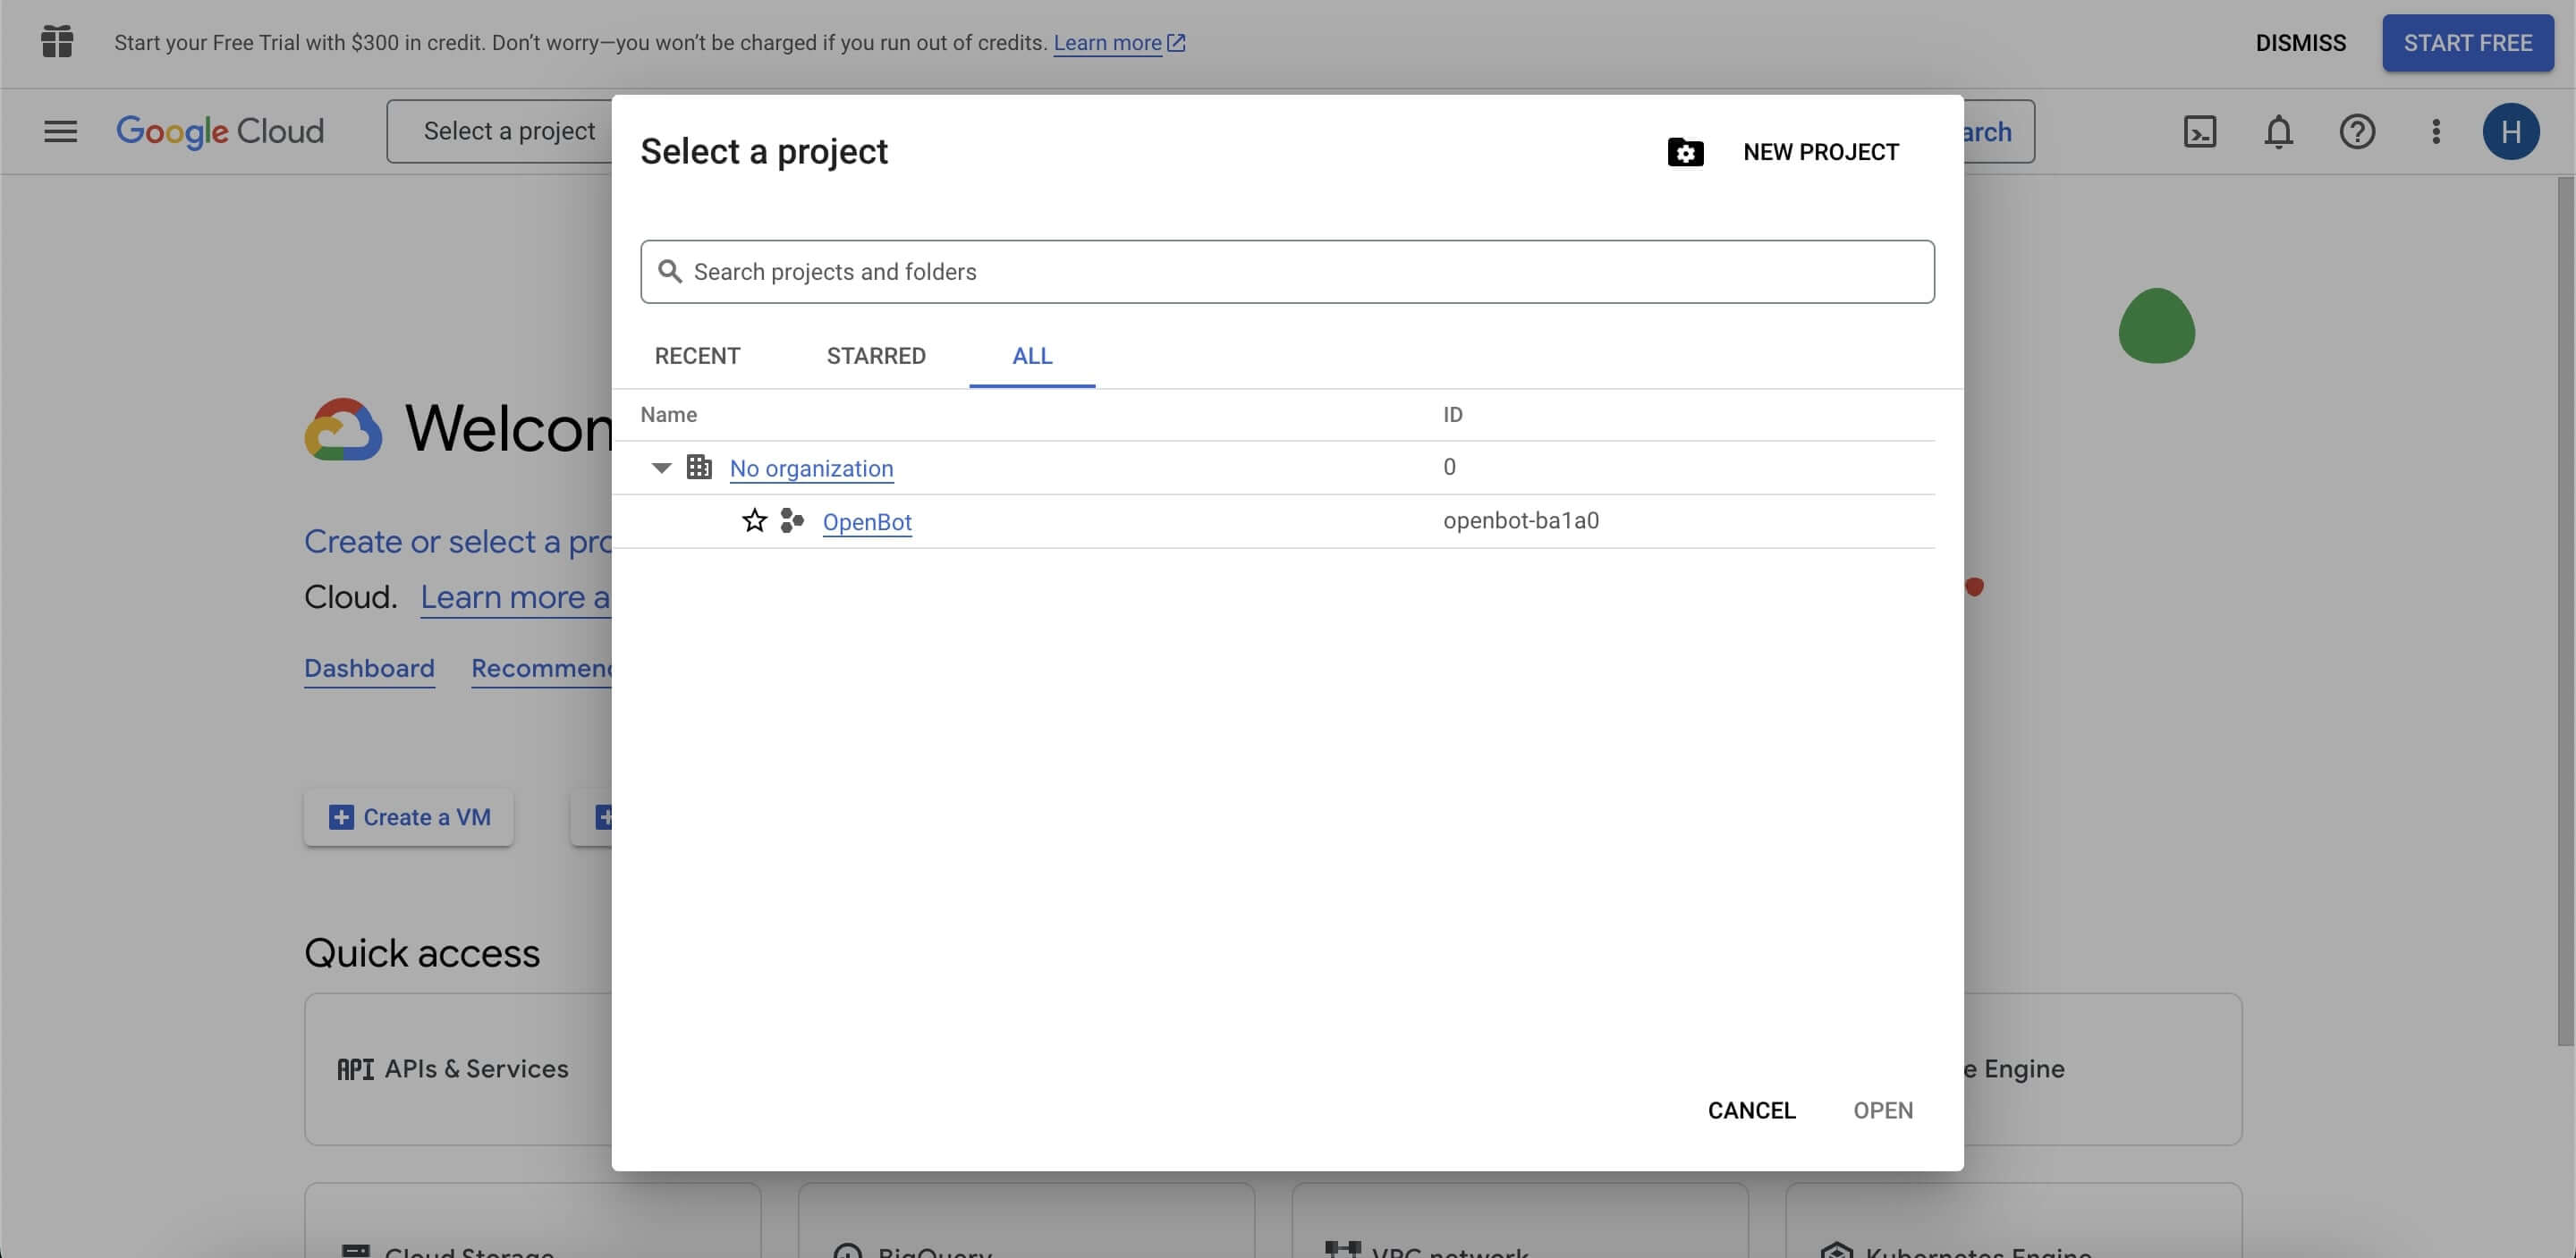 Start your Free Trial with $300 in credit. Don’t worry—you won’t be charged if you run out of credits. Learn more
DISMISS
START FREE
Google Cloud
Select a project
arch
H
Select a project
NEW PROJECT
Search projects and folders
RECENT
STARRED
ALL
Name
ID
No organization
0
OpenBot
openbot-ba1a0
CANCEL
OPEN
Welcom
Create or select a pro
Cloud. Learn more a
Dashboard
Recommend
Create a VM
Quick access
API APIs & Services
e Engine
Cloud Storage
BigQuery
VPC network
Kubernetes Engine